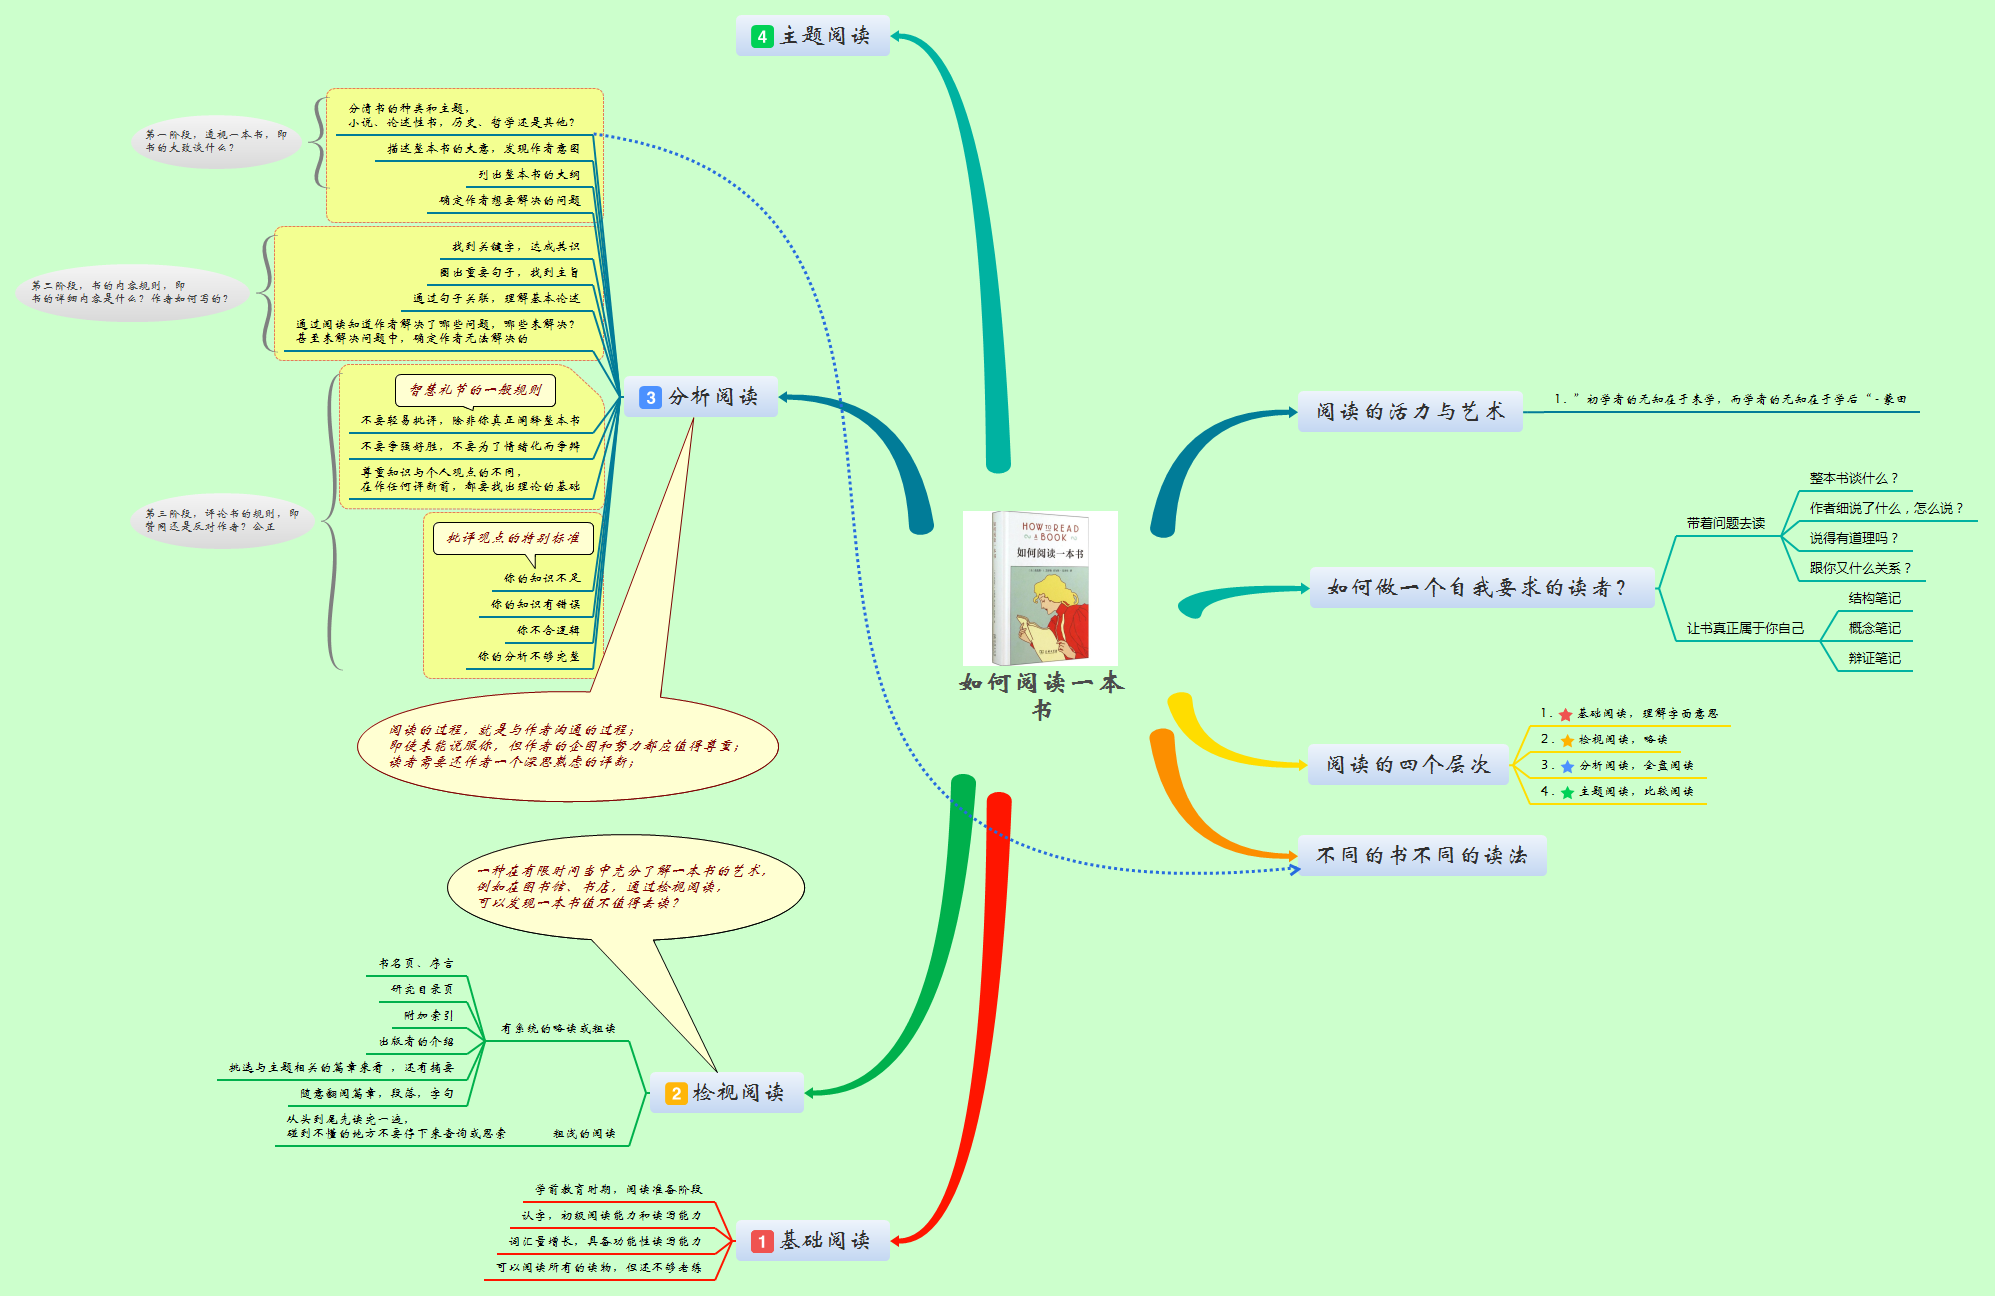 4 主题阅读
第一阶段，透视一本书，即
书的大致谈什么？
分清书的种类和主题，
小说、论述性书，历史、哲学还是其他？
描述整本书的大意，发现作者意图
列出整本书的大纲
确定作者想要解决的问题
第二阶段，书的内容规则，即
书的详细内容是什么？作者如何写的？
找到关键字，达成共识
圈出重要句子，找到主旨
通过句子关联，理解基本论述
通过阅读知道作者解决了哪些问题，哪些未解决？
甚至未解决问题中，确定作者无法解决的
3 分析阅读
第三阶段，评论书的规则，即
赞同还是反对作者？公正
智慧礼节的一般规则
不要轻易批评，除非你真正阐释整本书
不要争强好胜，不要为了情绪化而争辩
尊重知识与个人观点的不同，
在作任何评断前，都要找出理论的基础
批评观点的特别标准
你的知识不足
你的知识有错误
你不合逻辑
你的分析不够完整
阅读的过程，就是与作者沟通的过程；
即使未能说服你，但作者的企图和努力都应值得尊重；
读者需要还作者一个深思熟虑的评断；
一种在有限时间当中充分了解一本书的艺术，
例如在图书馆、书店，通过检视阅读，
可以发现一本书值不值得去读？
书名页、序言
研究目录页
附加索引
出版者的介绍
挑选与主题相关的篇章来看 ，还有摘要
随意翻阅篇章，段落，字句
有系统的略读或粗读
从头到尾先读完一遍，
碰到不懂的地方不要停下来查询或思索
粗浅的阅读
2 检视阅读
学前教育时期，阅读准备阶段
认字，初级阅读能力和读写能力
词汇量增长，具备功能性读写能力
可以阅读所有的读物，但还不够老练
1 基础阅读
HOW TO READ
A BOOK
如何阅读一本书
如何阅读一本
书
阅读的活力与艺术
1. ”初学者的无知在于未学，而学者的无知在于学后“-蒙田
如何做一个自我要求的读者？
带着问题去读
整本书谈什么？
作者细说了什么，怎么说？
说得有道理吗？
跟你又什么关系？
让书真正属于你自己
结构笔记
概念笔记
辩证笔记
阅读的四个层次
1. 基础阅读，理解字面意思
2. 检视阅读，略读
3. 分析阅读，全盘阅读
4. 主题阅读，比较阅读
不同的书不同的读法